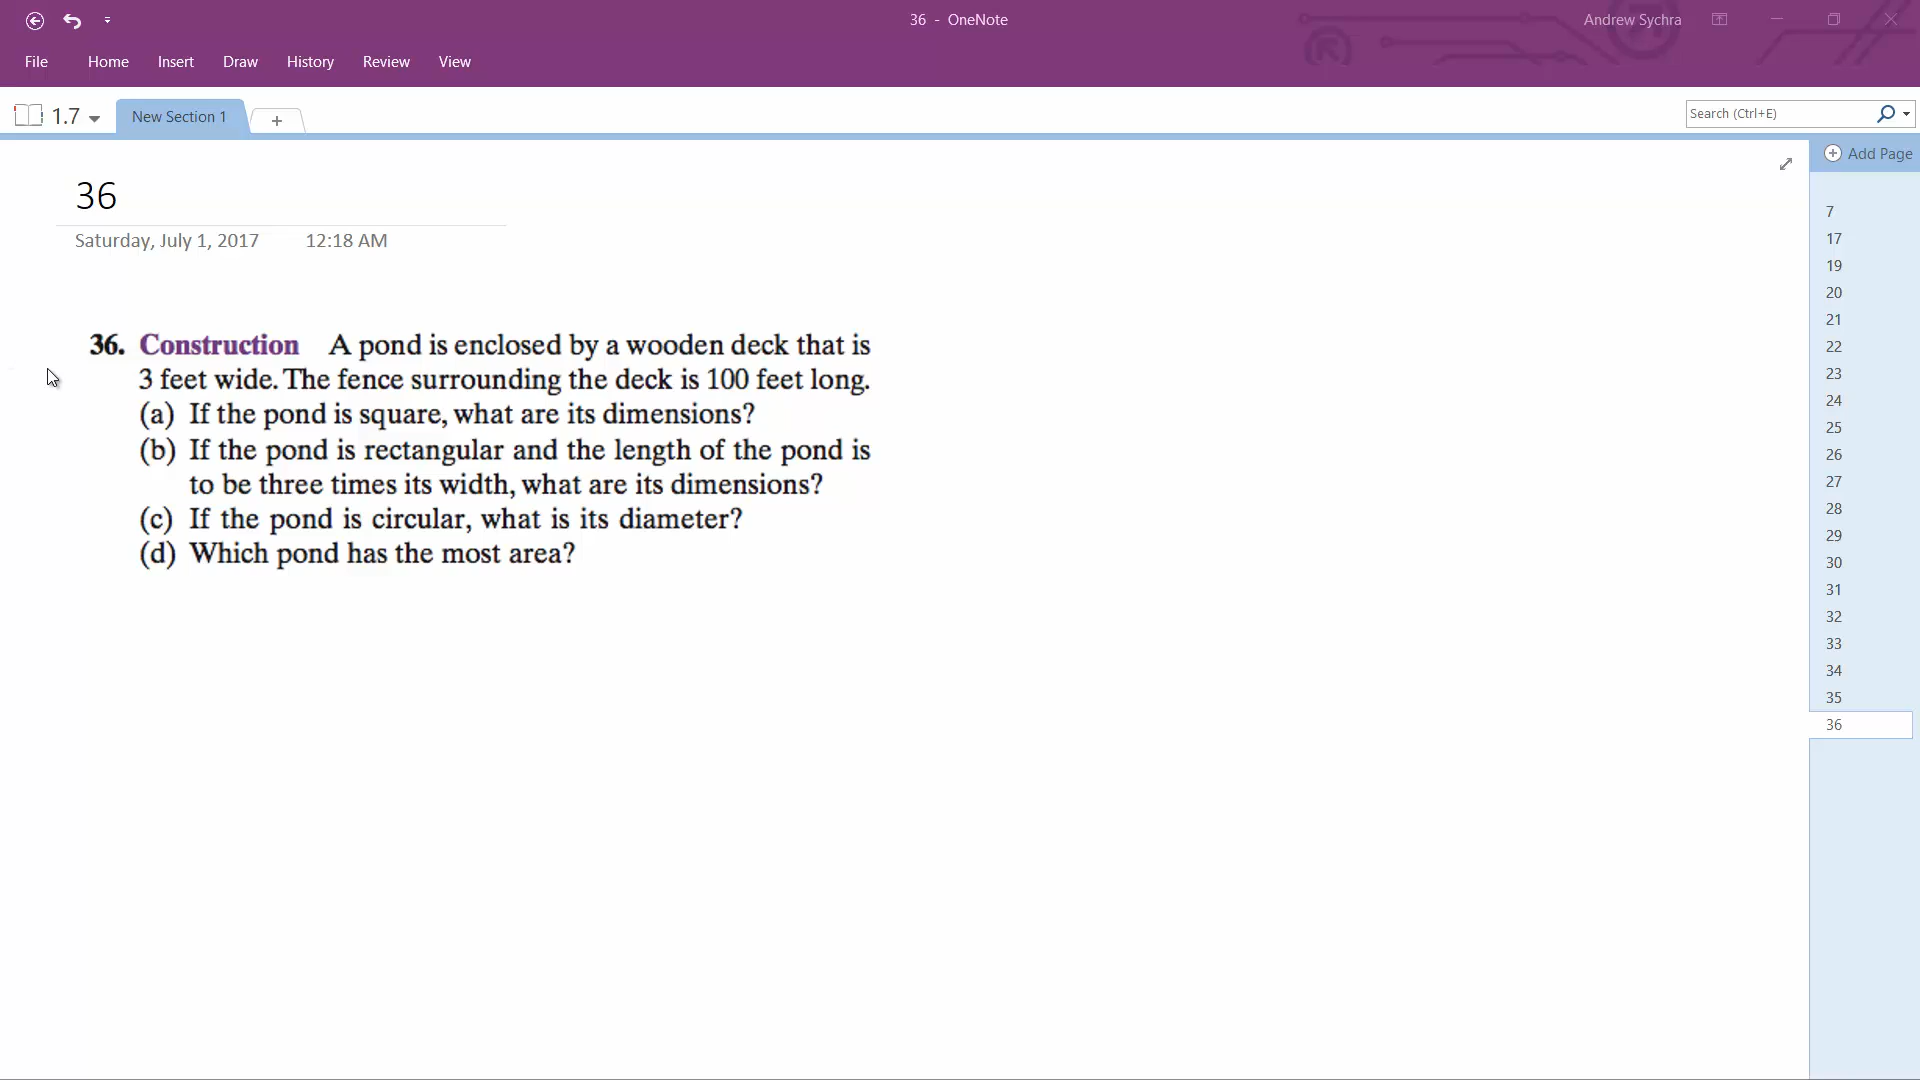 36 - OneNote
Andrew Sychra
File Home Insert Draw History Review View
1.7
New Section 1
+
Search (Ctrl+E)
Add Page
36
Saturday, July 1, 2017 12:18 AM
36. Construction A pond is enclosed by a wooden deck that is
3 feet wide. The fence surrounding the deck is 100 feet long.
(a) If the pond is square, what are its dimensions?
(b) If the pond is rectangular and the length of the pond is
to be three times its width, what are its dimensions?
(c) If the pond is circular, what is its diameter?
(d) Which pond has the most area?
7
17
19
20
21
22
23
24
25
26
27
28
29
30
31
32
33
34
35
36